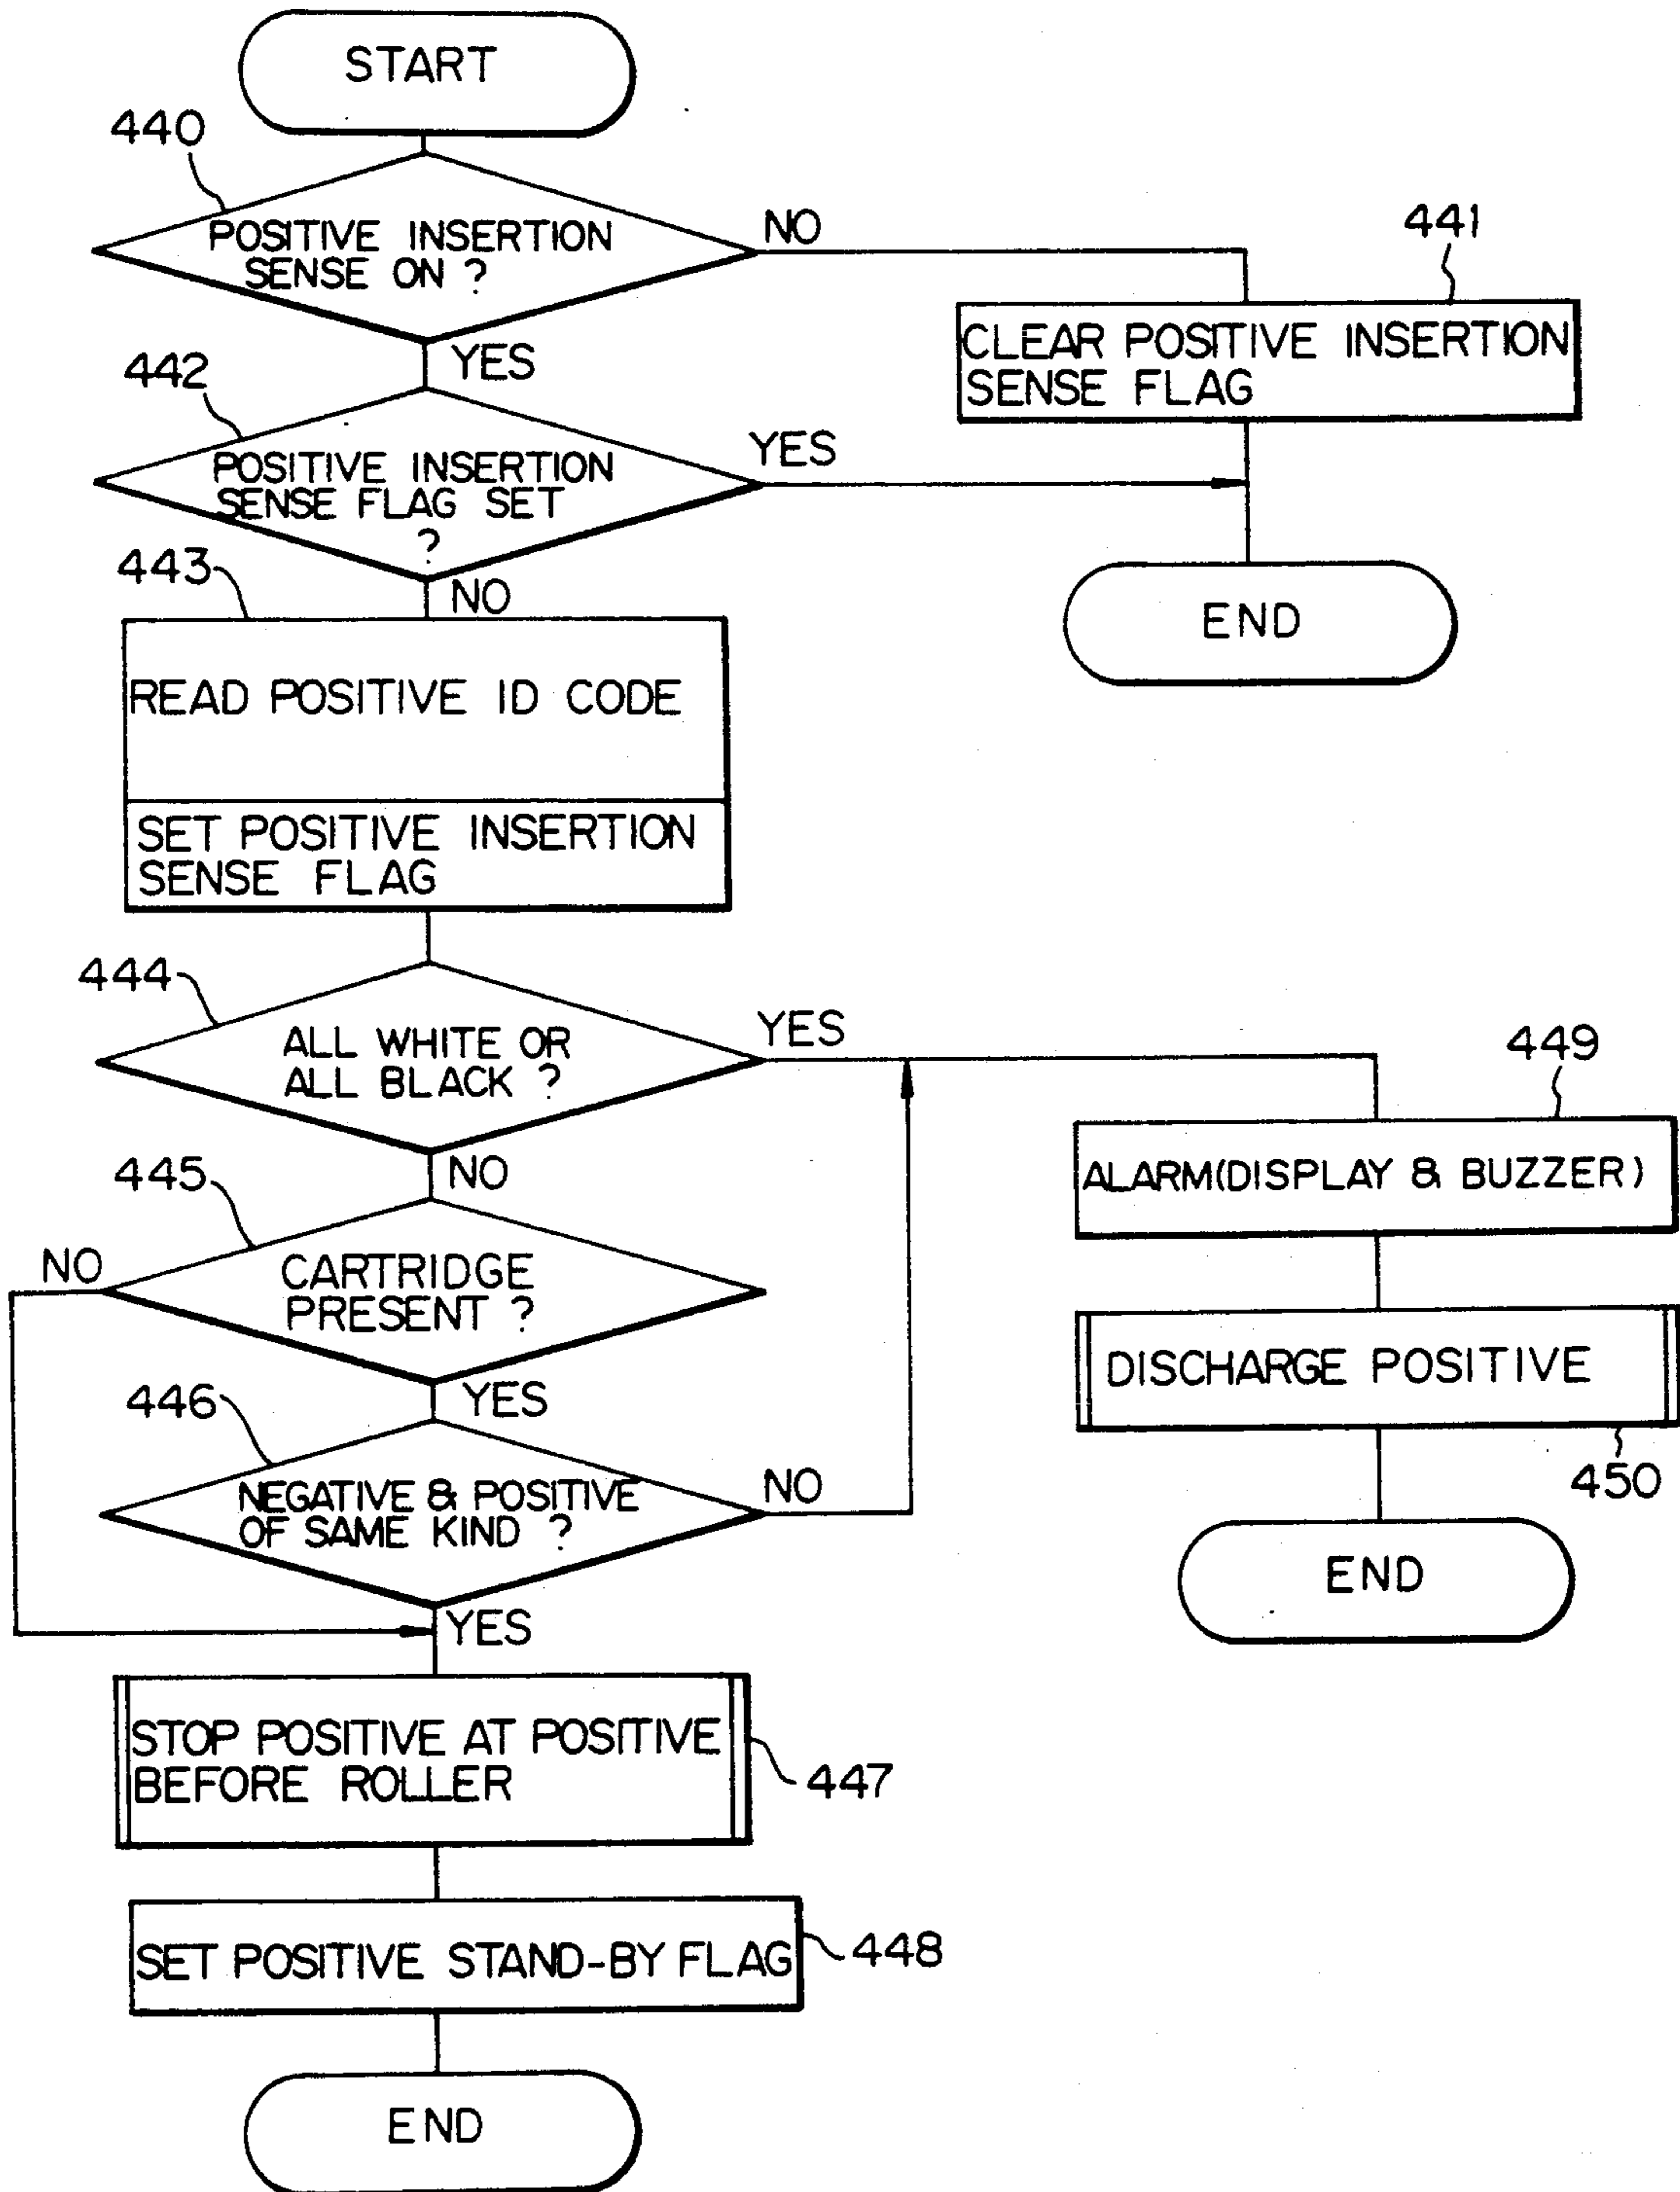 START
440
POSITIVE INSERTION
SENSE ON ?
NO
441
CLEAR POSITIVE INSERTION
SENSE FLAG
YES
442
POSITIVE INSERTION
SENSE FLAG SET
?
YES
END
443
NO
READ POSITIVE ID CODE
SET POSITIVE INSERTION
SENSE FLAG
444
ALL WHITE OR
ALL BLACK ?
YES
449
ALARM(DISPLAY & BUZZER)
NO
445
NO
CARTRIDGE
PRESENT ?
DISCHARGE POSITIVE
450
END
YES
446
NEGATIVE & POSITIVE
OF SAME KIND ?
NO
YES
STOP POSITIVE AT POSITIVE
BEFORE ROLLER
447
SET POSITIVE STAND-BY FLAG
448
END